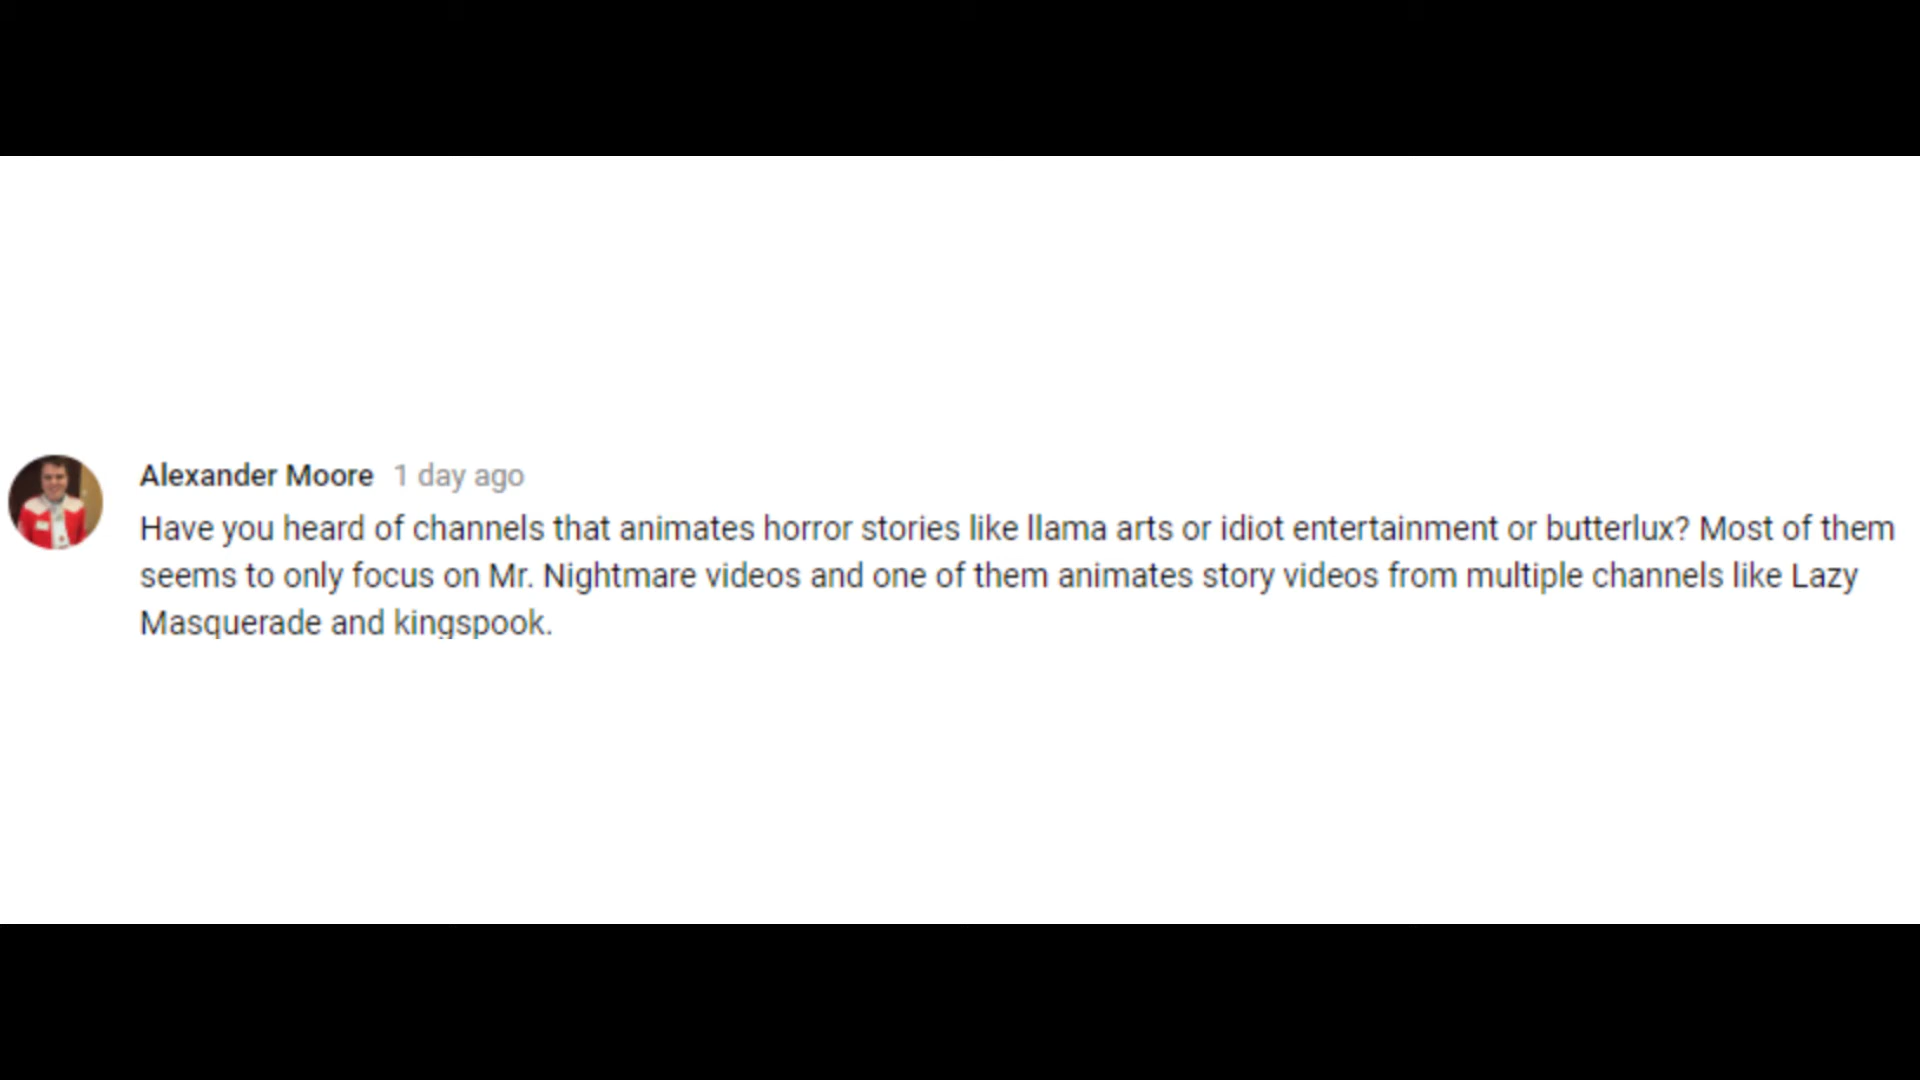 Alexander Moore 1 day ago
Have you heard of channels that animates horror stories like llama arts or idiot entertainment or butterlux? Most of them
seems to only focus on Mr. Nightmare videos and one of them animates story videos from multiple channels like Lazy
Masquerade and kingspook.